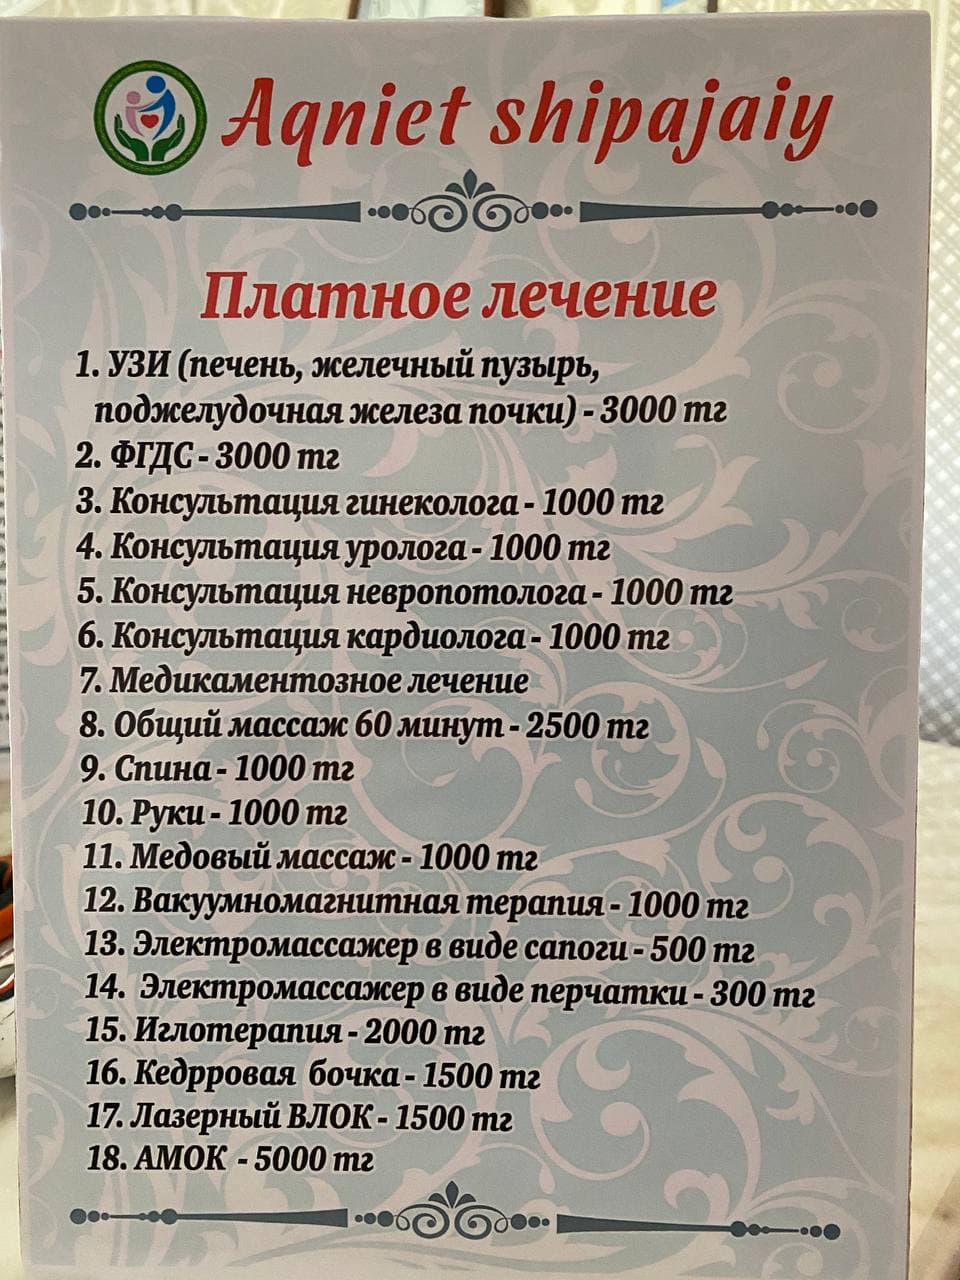 Aqniet shipajaiy
Платное лечение
1. УЗИ (печень, желечный пузырь,
поджелудочная железа почки) - 3000 тг
2. ФГДС - 3000 тг
3. Консультация гинеколога - 1000 тг
4. Консультация уролога - 1000 тг
5. Консультация невропотолога - 1000 тг
6. Консультация кардиолога - 1000 тг
7. Медикаментозное лечение
8. Общий массаж 60 минут - 2500 тг
9. Спина - 1000 тг
10. Руки - 1000 тг
11. Медовый массаж - 1000 тг
12. Вакуумномагнитная терапия - 1000 тг
13. Электромассажер в виде сапоги - 500 тг
14. Электромассажер в виде перчатки - 300 тг
15. Иглотерапия - 2000 тг
16. Кедрровая бочка - 1500 тг
17. Лазерный ВЛОК - 1500 тг
18. АМОК - 5000 тг